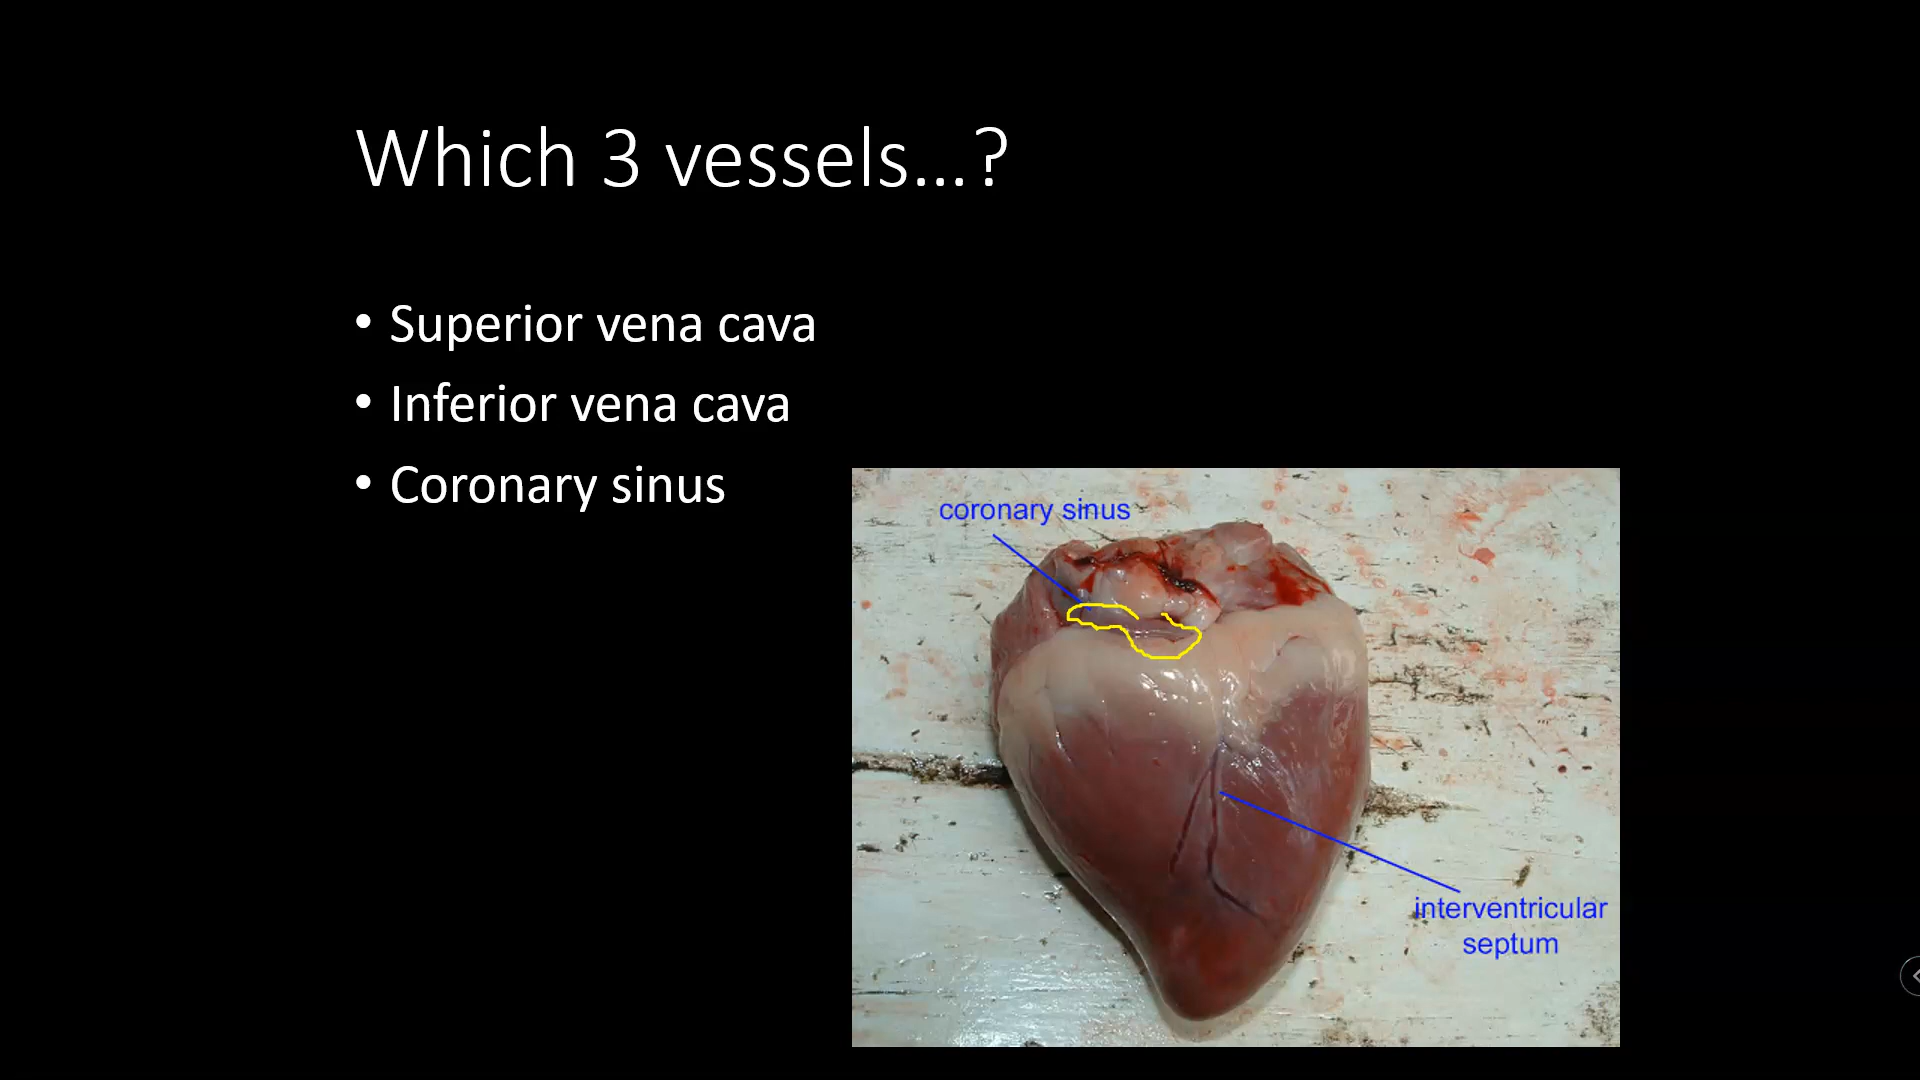 Which 3 vessels...?
• Superior vena cava
• Inferior vena cava
• Coronary sinus
coronary sinus
interventricular
septum